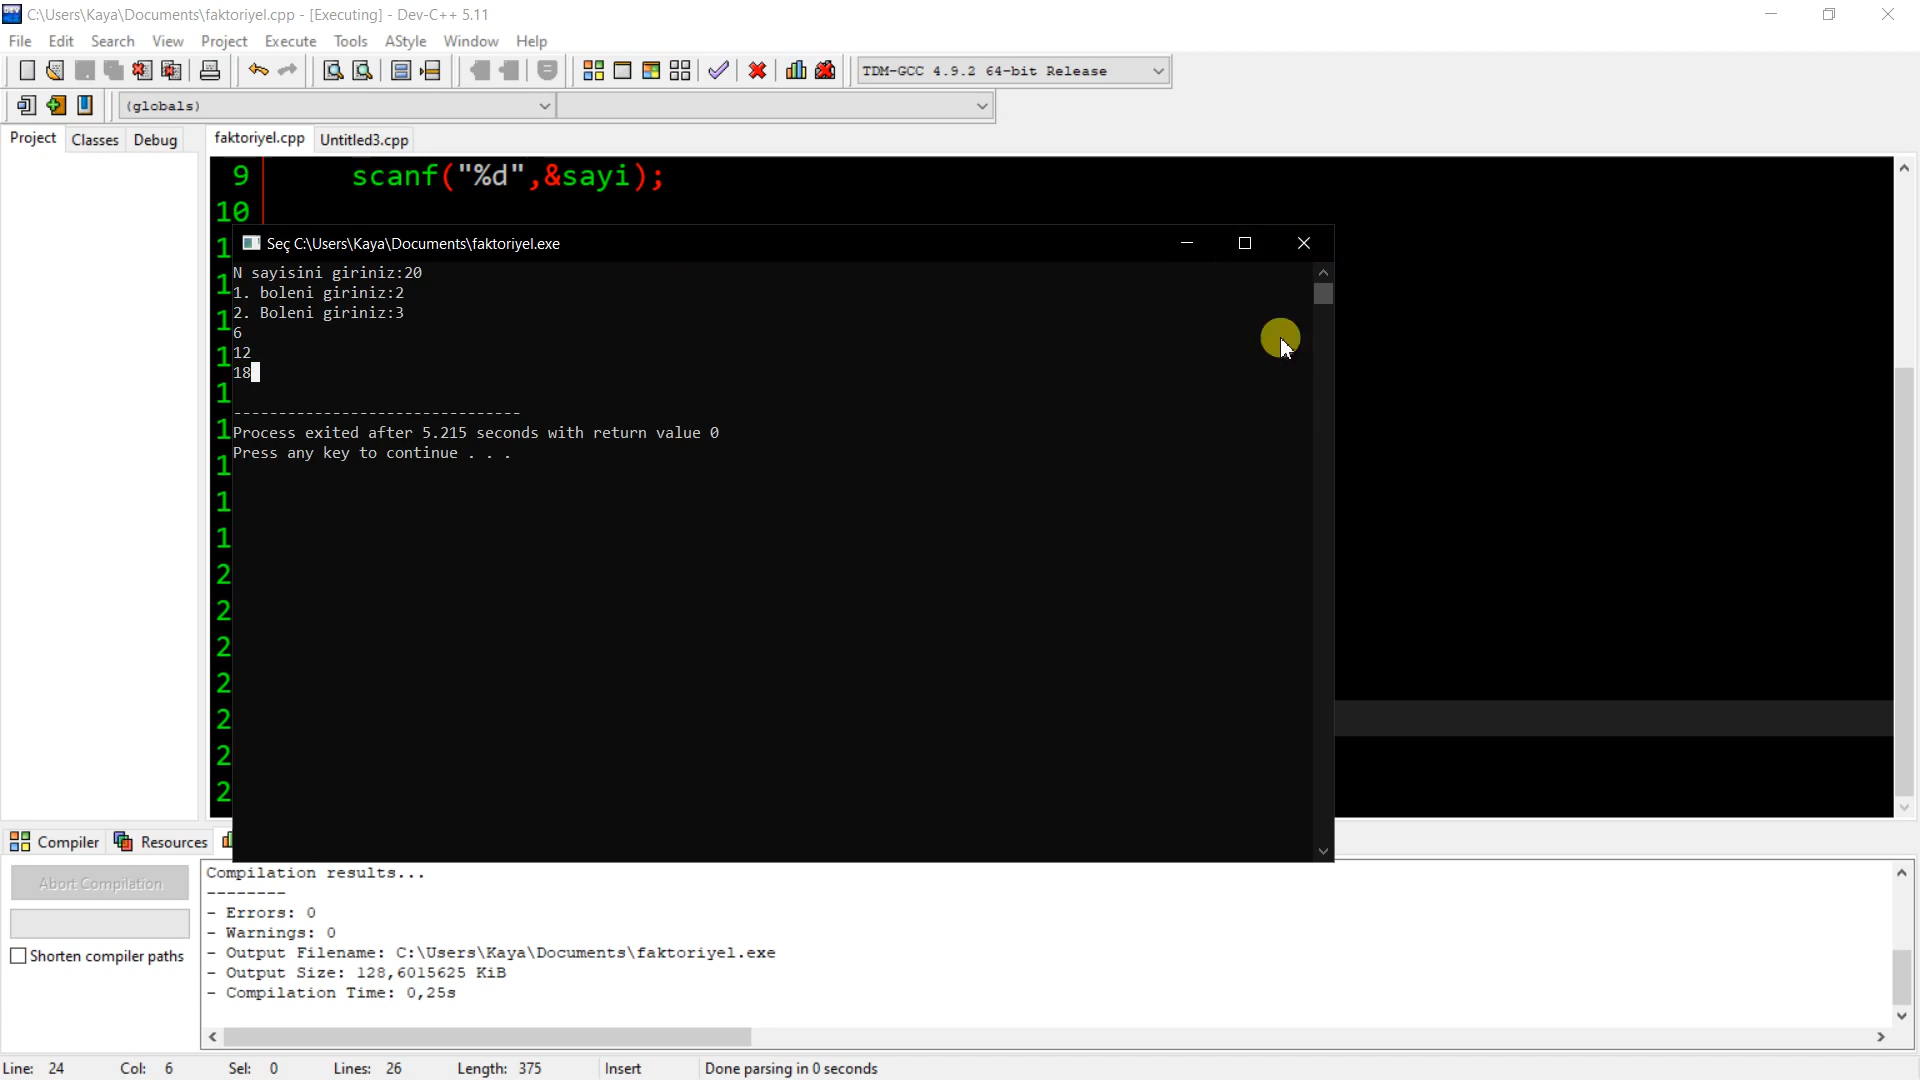 C:\Users\Kaya\Documents\faktoriyel.cpp - [Executing] - Dev-C++ 5.11
File Edit Search View Project Execute Tools AStyle Window Help
TDM-GCC 4.9.2 64-bit Release
(globals)
Project Classes Debug faktoriyel.cpp Untitled3.cpp
9 scanf("%d",&sayi);
10
Seç C:\Users\Kaya\Documents\faktoriyel.exe
N sayisini giriniz:20
1. boleni giriniz:2
2. Boleni giriniz:3
6
12
18
--------------------------------
Process exited after 5.215 seconds with return value 0
Press any key to continue . . .
Compiler Resources
Abort Compilation
Shorten compiler paths
Compilation results...
--------
- Errors: 0
- Warnings: 0
- Output Filename: C:\Users\Kaya\Documents\faktoriyel.exe
- Output Size: 128,6015625 KiB
- Compilation Time: 0,25s
Line: 24 Col: 6 Sel: 0 Lines: 26 Length: 375 Insert Done parsing in 0 seconds